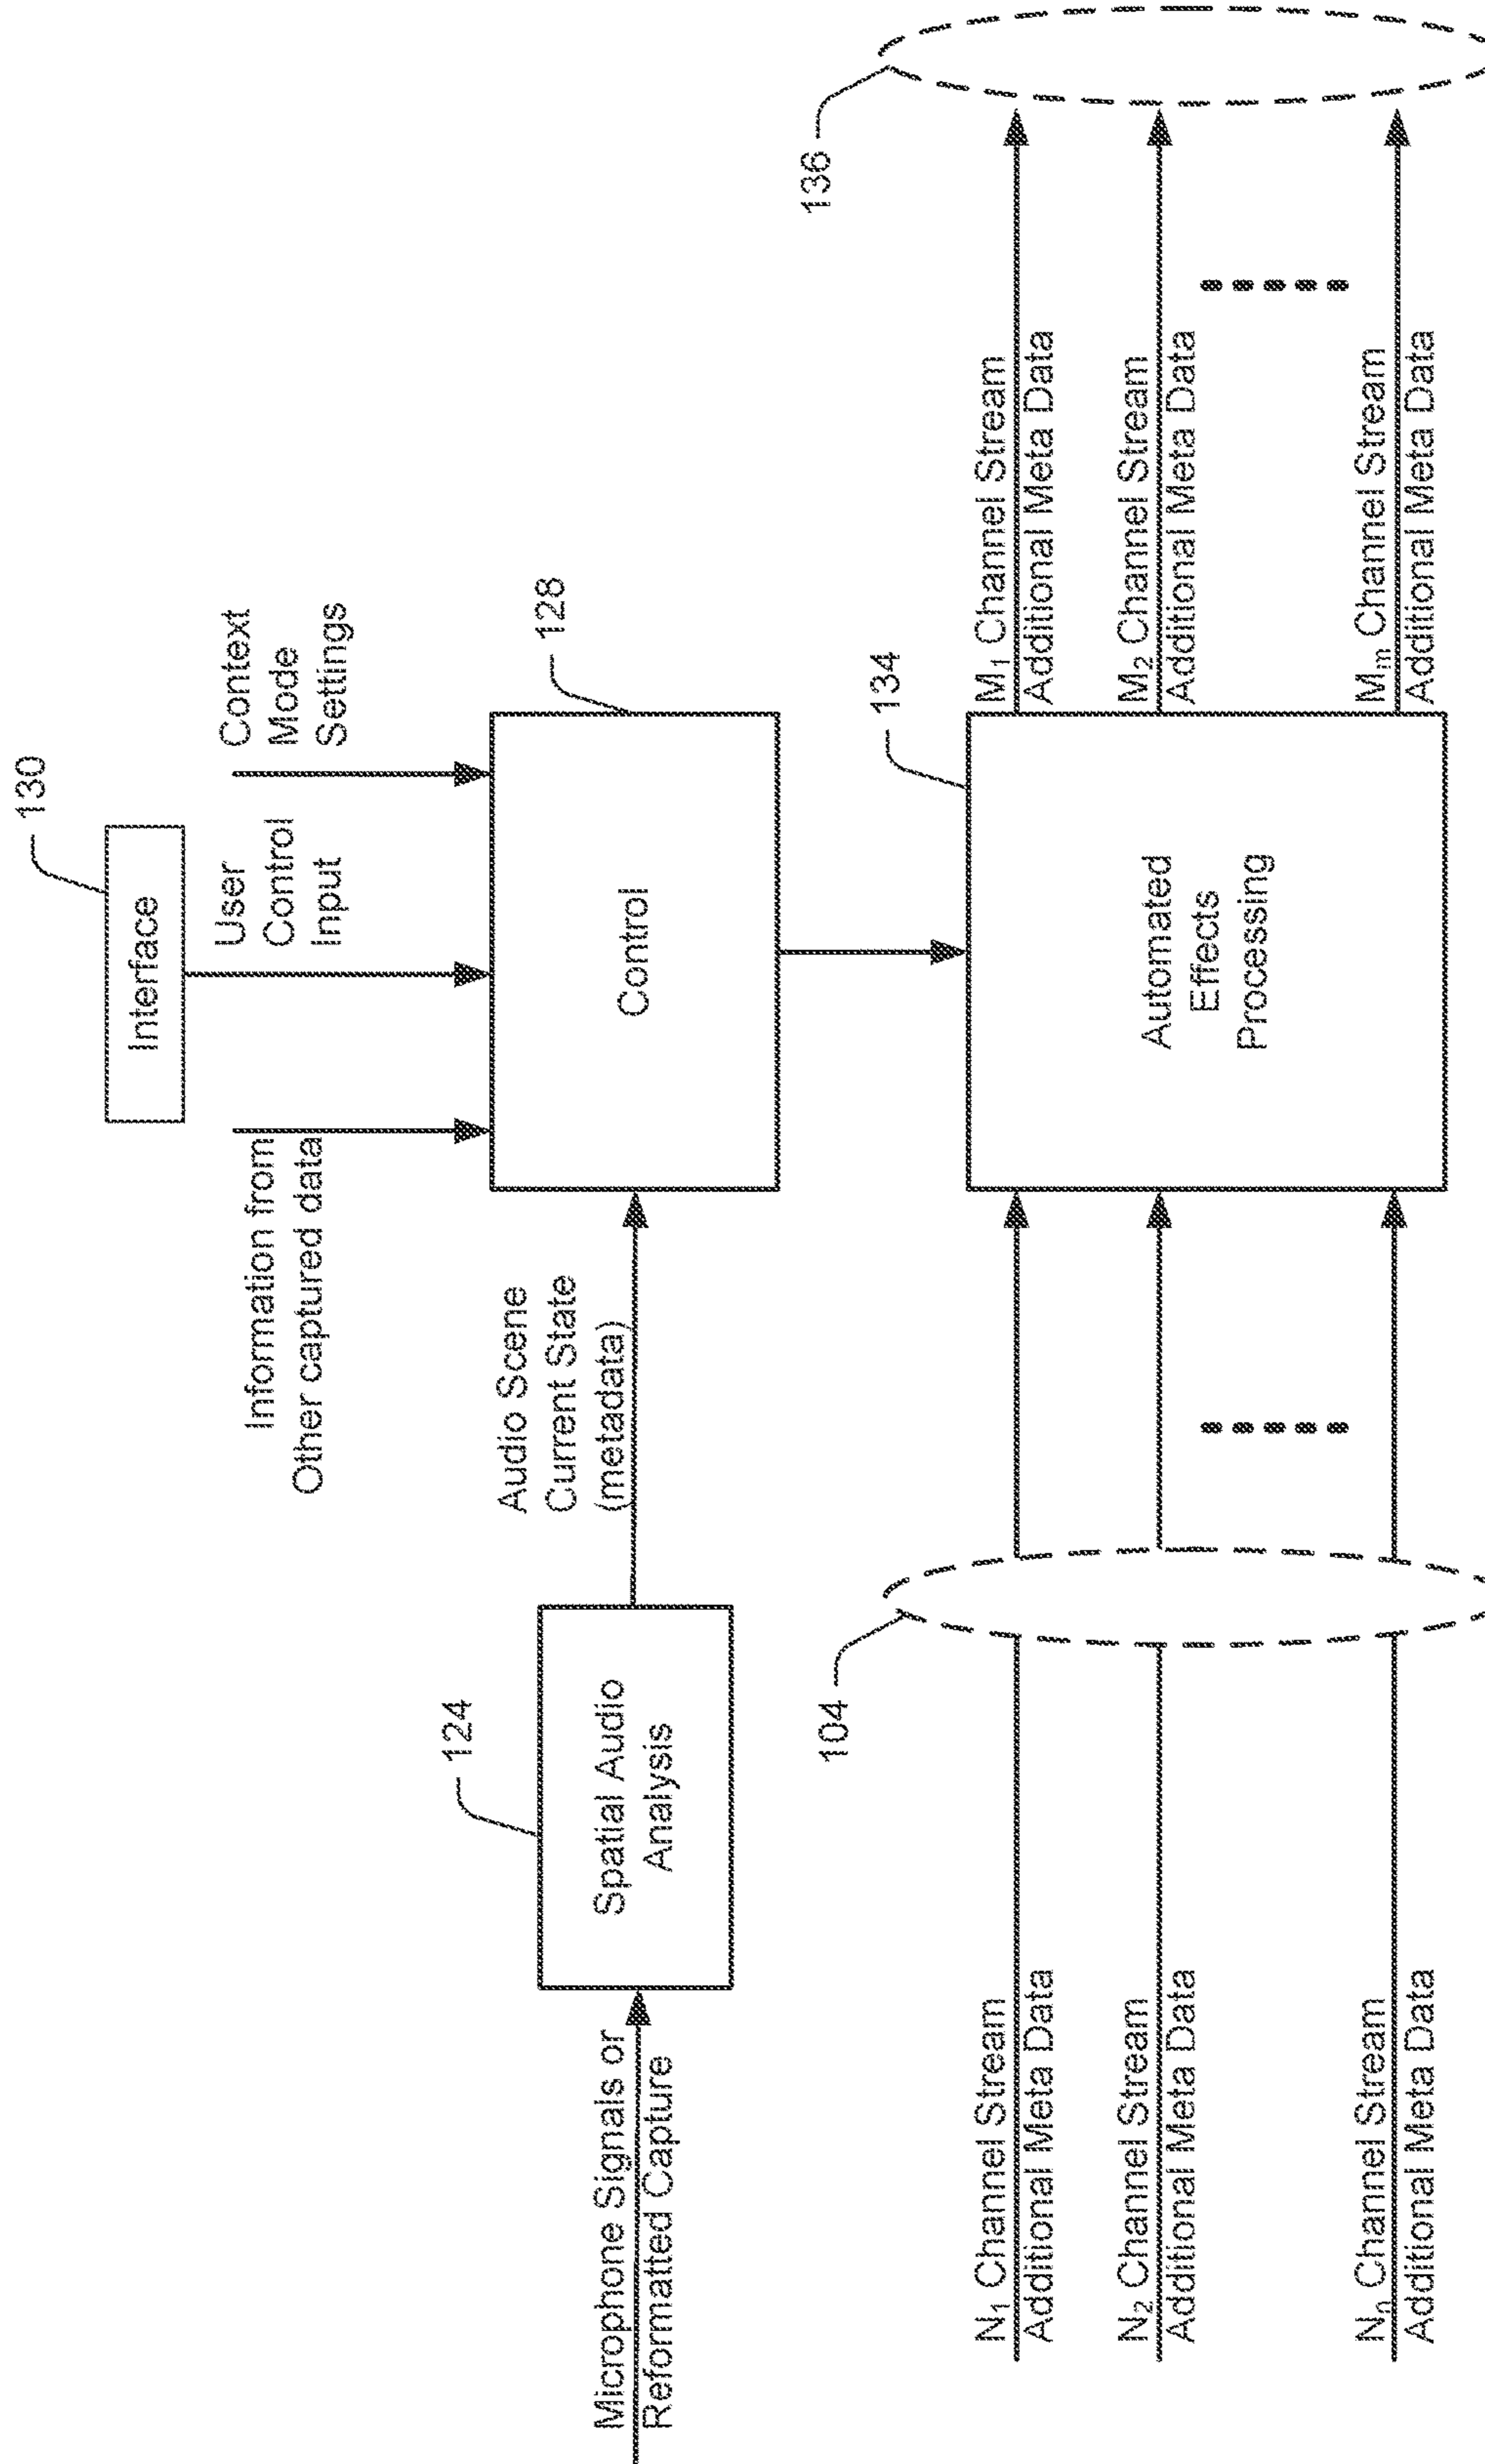 130
Interface
Information from
Other captured data
User
Control
Input
Context
Mode
Settings
128
Control
124
Spatial Audio
Analysis
Microphone Signals or
Reformatted Capture
Audio Scene
Current State
(metadata)
134
Automated
Effects
Processing
104
136
N₁ Channel Stream
Additional Meta Data
N₂ Channel Stream
Additional Meta Data
Nₙ Channel Stream
Additional Meta Data
M₁ Channel Stream
Additional Meta Data
M₂ Channel Stream
Additional Meta Data
Mₘ Channel Stream
Additional Meta Data